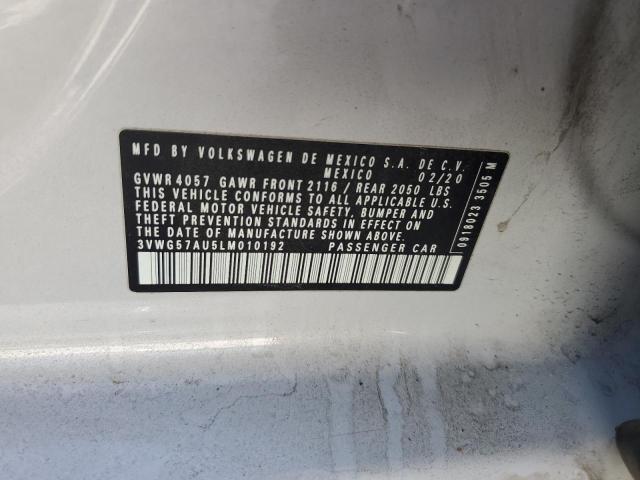 MFD BY VOLKSWAGEN DE MEXICO S.A. DE C.V.
MEXICO 02/20
GVWR 4057 GAWR FRONT 2116 / REAR 2050 LBS
THIS VEHICLE CONFORMS TO ALL APPLICABLE U.S.
FEDERAL MOTOR VEHICLE SAFETY, BUMPER AND
THEFT PREVENTION STANDARDS IN EFFECT ON
THE DATE OF MANUFACTURE SHOWN ABOVE.
3VWG57AU5LM010192 PASSENGER CAR
0918023 3505 M